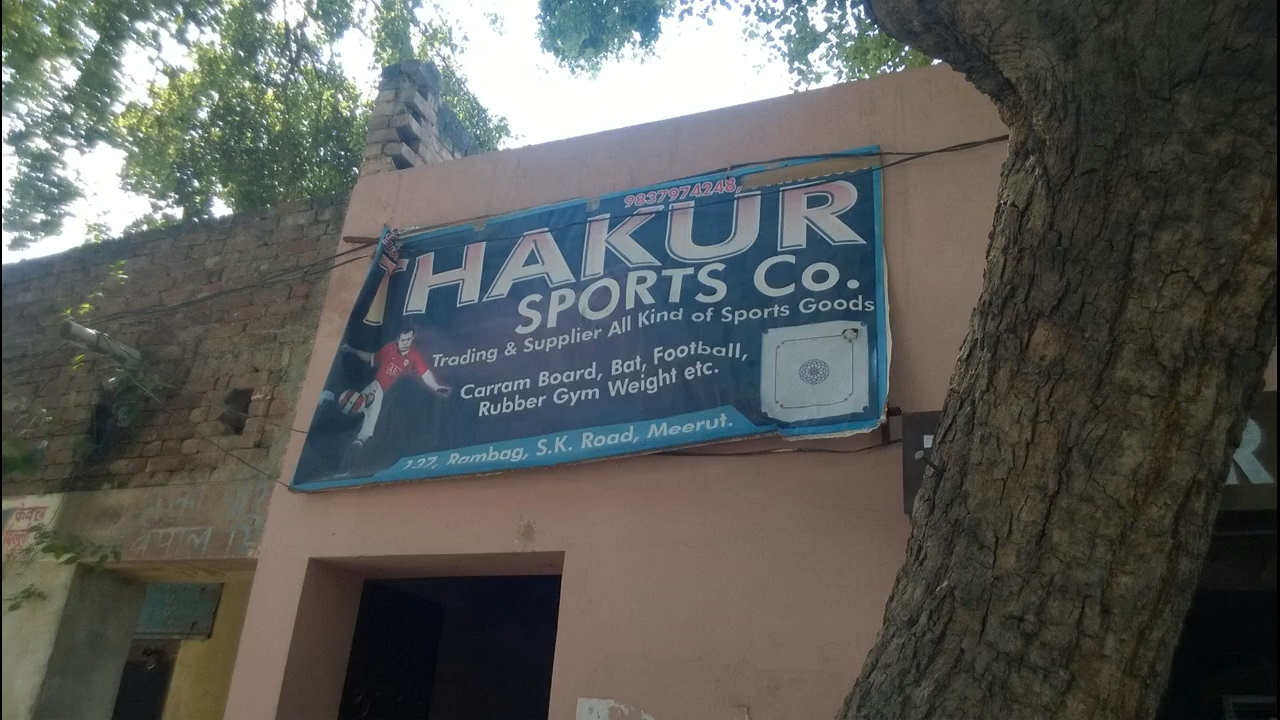 9837974248,
THAKUR
SPORTS Co.
Trading & Supplier All Kind of Sports Goods
Carram Board, Bat, Football,
Rubber Gym Weight etc.
137, Rambag, S.K. Road, Meerut.
R